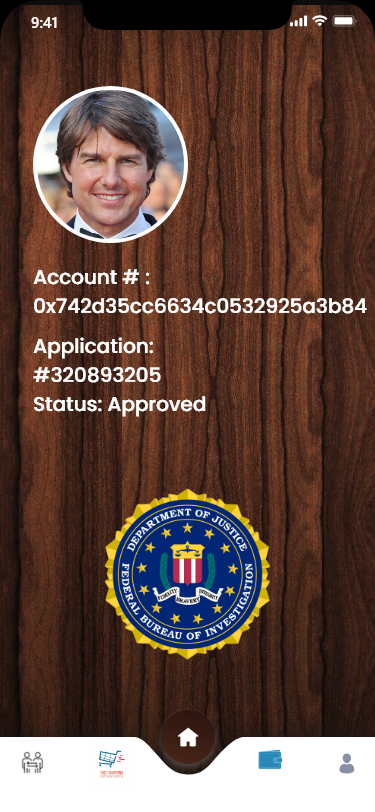 9:41
Account # :
0x742d35cc6634c0532925a3b84
Application:
#320893205
Status: Approved
DEPARTMENT OF JUSTICE
FIDELITY BRAVERY INTEGRITY
FEDERAL BUREAU OF INVESTIGATION